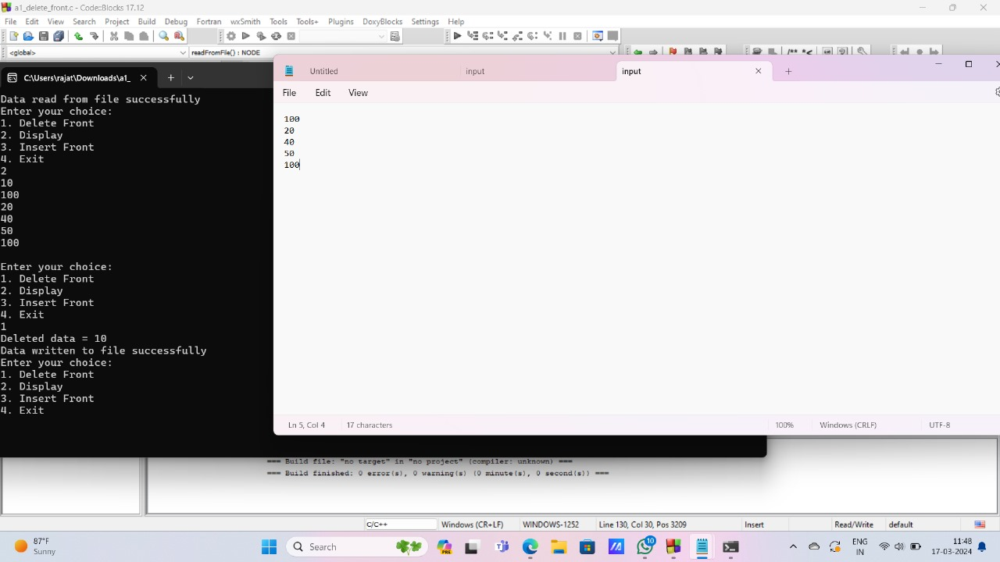 a1_delete_front.c - Code::Blocks 17.12
File Edit View Search Project Build Debug Fortran wxSmith Tools Tools+ Plugins DoxyBlocks Settings Help
<global> readFromFile() : NODE
C:\Users\rajat\Downloads\a1_
Data read from file successfully
Enter your choice:
1. Delete Front
2. Display
3. Insert Front
4. Exit
2
10
100
20
40
50
100
Enter your choice:
1. Delete Front
2. Display
3. Insert Front
4. Exit
1
Deleted data = 10
Data written to file successfully
Enter your choice:
1. Delete Front
2. Display
3. Insert Front
4. Exit
Untitled input input
File Edit View
100
20
40
50
100
Ln 5, Col 4 17 characters 100% Windows (CRLF) UTF-8
=== Build file: "no target" in "no project" (compiler: unknown) ===
=== Build finished: 0 error(s), 0 warning(s) (0 minute(s), 0 second(s)) ===
C/C++ Windows (CR+LF) WINDOWS-1252 Line 130, Col 30, Pos 3209 Insert Read/Write default
87°F
Sunny
Search
PRE
10
ENG
IN
11:48
17-03-2024